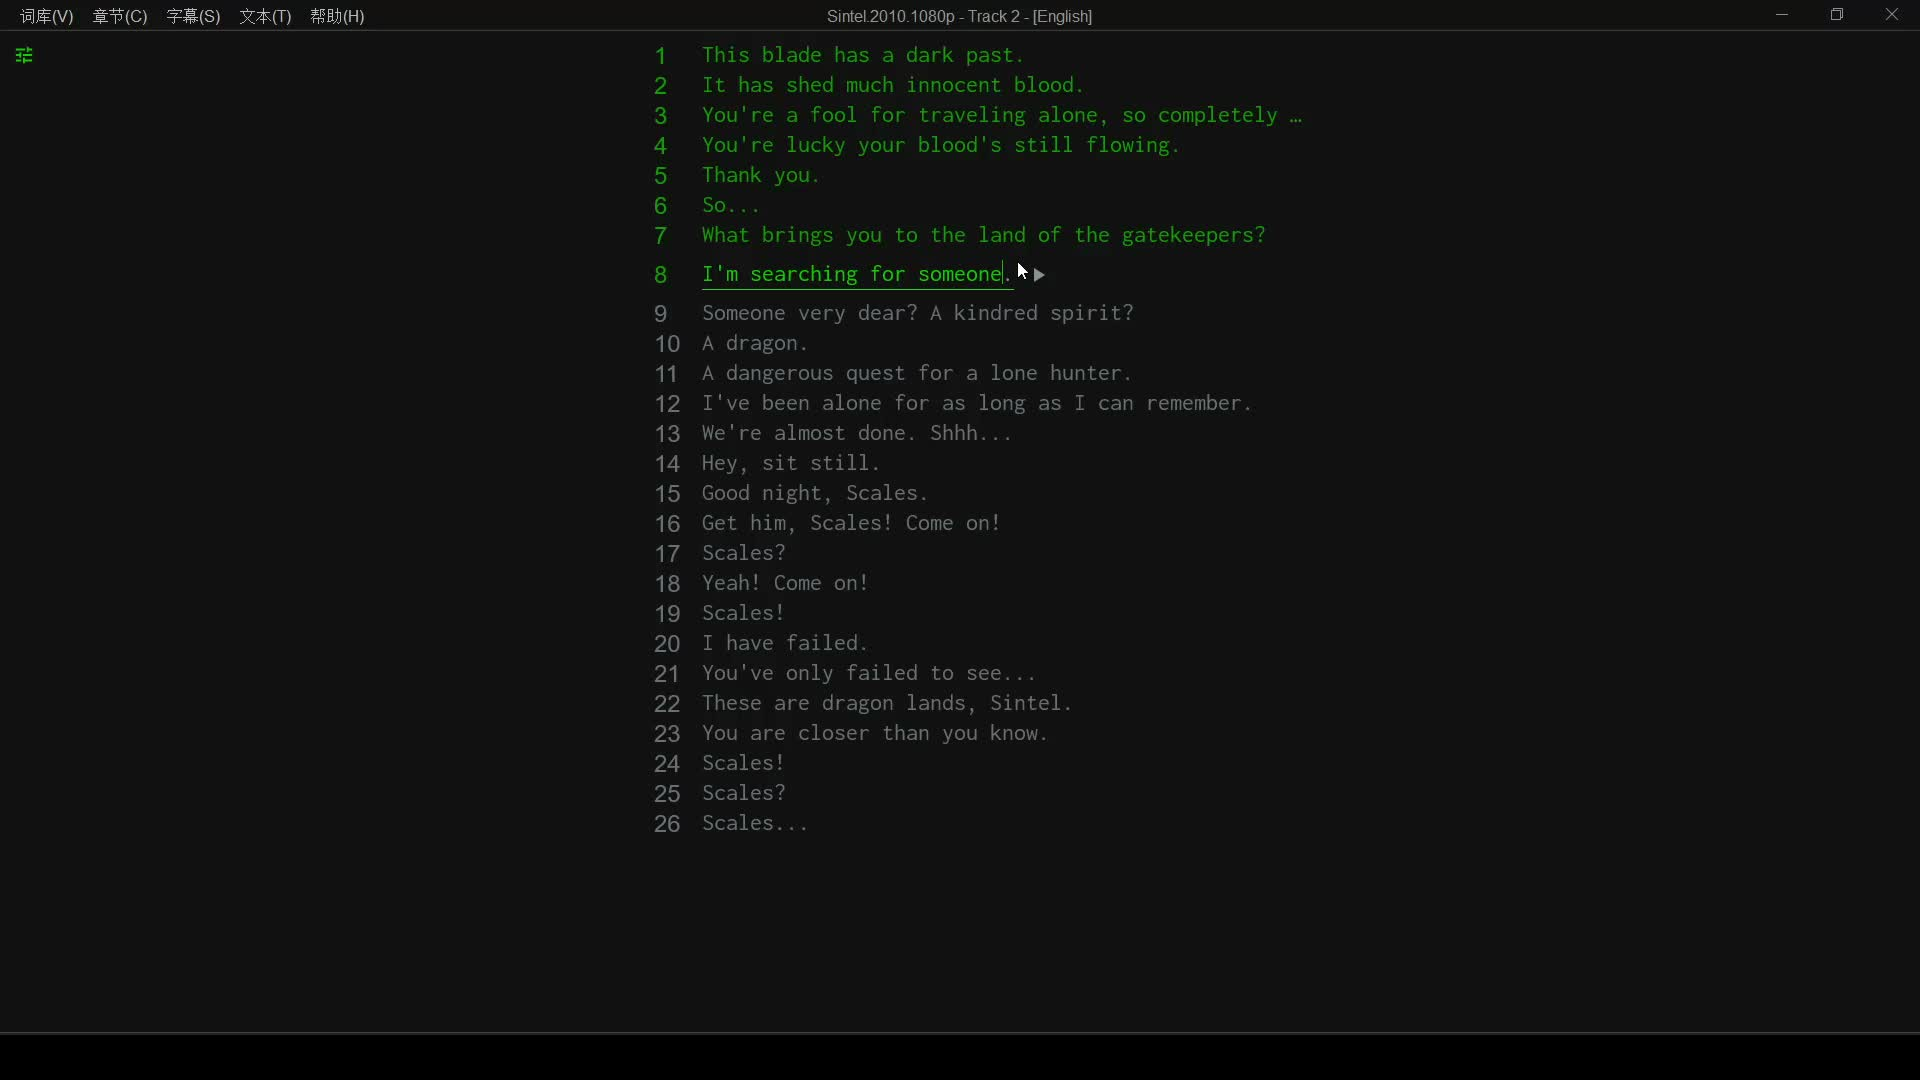 词库(V) 章节(C) 字幕(S) 文本(T) 帮助(H) Sintel.2010.1080p - Track 2 - [English]
1 This blade has a dark past.
2 It has shed much innocent blood.
3 You're a fool for traveling alone, so completely …
4 You're lucky your blood's still flowing.
5 Thank you.
6 So...
7 What brings you to the land of the gatekeepers?
8 I'm searching for someone.
9 Someone very dear? A kindred spirit?
10 A dragon.
11 A dangerous quest for a lone hunter.
12 I've been alone for as long as I can remember.
13 We're almost done. Shhh...
14 Hey, sit still.
15 Good night, Scales.
16 Get him, Scales! Come on!
17 Scales?
18 Yeah! Come on!
19 Scales!
20 I have failed.
21 You've only failed to see...
22 These are dragon lands, Sintel.
23 You are closer than you know.
24 Scales!
25 Scales?
26 Scales...